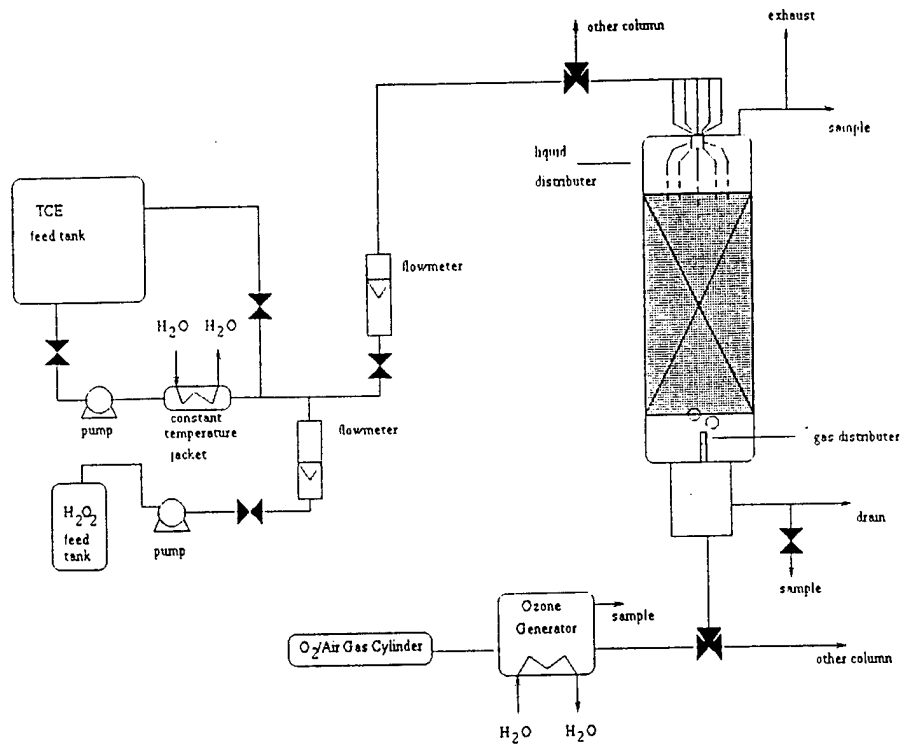 other column
exhaust
sample
liquid
distributer
TCE
feed tank
flowmeter
H2O H2O
pump
constant
temperature
jacket
flowmeter
gas distributer
H2O2
feed
tank
pump
drain
sample
Ozone
Generator
sample
O2/Air Gas Cylinder
other column
H2O H2O